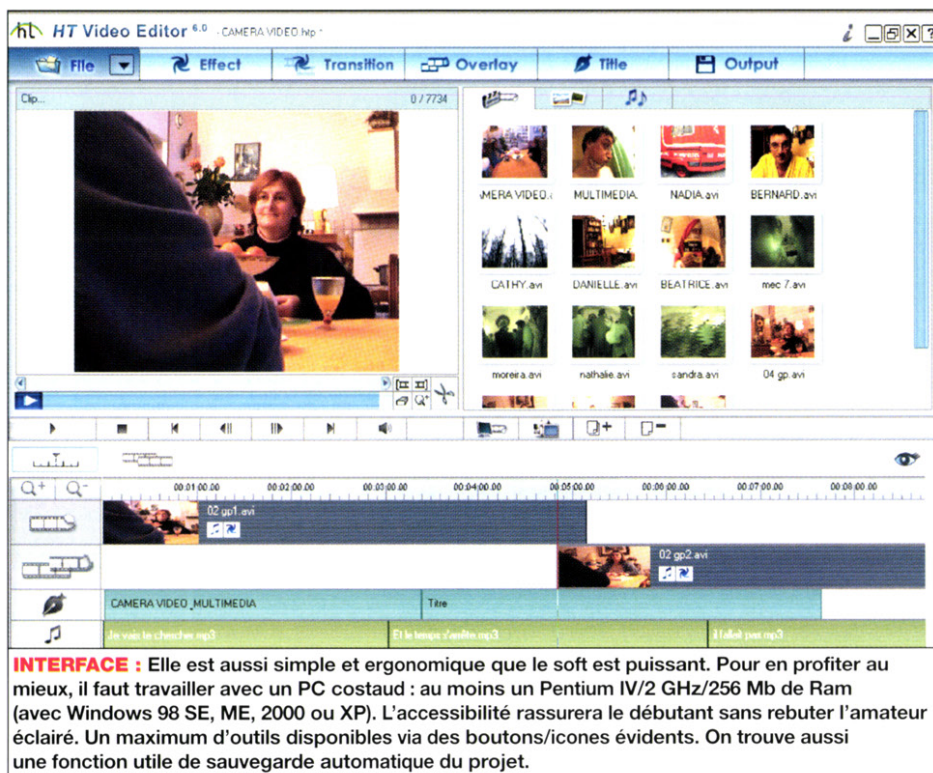 ht HT Video Editor 6.0 - CAMERA VIDEO.htp *
File Effect Transition Overlay Title Output
Clip... 0 / 7734
MERA VIDEO. MULTIMEDIA. NADIA.avi BERNARD.avi
CATHY.avi DANIELLE.avi BEATRICE.avi mec 7.avi
moreira.avi nathalie.avi sandra.avi 04 gp.avi
00:01:00.00 00:02:00.00 00:03:00.00 00:04:00.00 00:05:00.00 00:06:00.00 00:07:00.00 00:08:00.00
02 gp1.avi
02 gp2.avi
CAMERA VIDEO_MULTIMEDIA Titre
Je vais te chercher.mp3 Et le temps s'arrête.mp3 il fallait pas.mp3
INTERFACE : Elle est aussi simple et ergonomique que le soft est puissant. Pour en profiter au
mieux, il faut travailler avec un PC costaud : au moins un Pentium IV/2 GHz/256 Mb de Ram
(avec Windows 98 SE, ME, 2000 ou XP). L'accessibilité rassurera le débutant sans rebuter l'amateur
éclairé. Un maximum d'outils disponibles via des boutons/icones évidents. On trouve aussi
une fonction utile de sauvegarde automatique du projet.